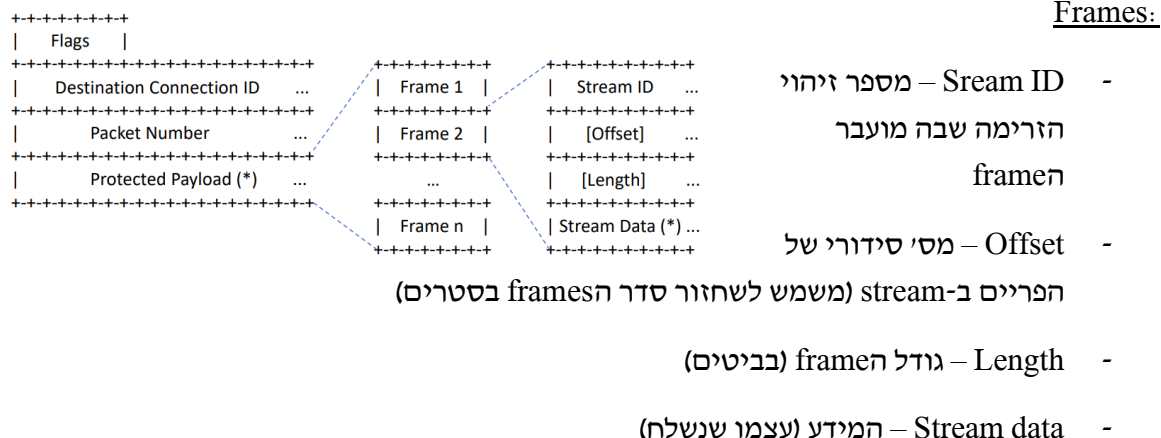 Frames:
+-+-+-+-+-+-+-+
| Flags |
+-+-+-+-+-+-+-+-+-+-+-+-+-+-+-+-+-+-+-+
| Destination Connection ID ...
+-+-+-+-+-+-+-+-+-+-+-+-+-+-+-+-+-+-+-+
| Packet Number ...
+-+-+-+-+-+-+-+-+-+-+-+-+-+-+-+-+-+-+-+
| Protected Payload (*) ...
+-+-+-+-+-+-+-+-+-+-+-+-+-+-+-+-+-+-+-+
+-+-+-+-+-+-+-+
| Frame 1 |
+-+-+-+-+-+-+-+
| Frame 2 |
+-+-+-+-+-+-+-+
...
+-+-+-+-+-+-+-+
| Frame n |
+-+-+-+-+-+-+-+
+-+-+-+-+-+-+-+-+-+
| Stream ID ...
+-+-+-+-+-+-+-+-+-+
| [Offset] ...
+-+-+-+-+-+-+-+-+-+
| [Length] ...
+-+-+-+-+-+-+-+-+-+
| Stream Data (*) ...
+-+-+-+-+-+-+-+-+-+
- Sream ID – מספר זיהוי
הזרימה שבה מועבר
הframe
- Offset – מס' סידורי של
הפריים ב-stream (משמש לשחזור סדר הframes בסטרים)
- Length – גודל הframe (בביטים)
- Stream data – המידע (עצמו שנשלח)